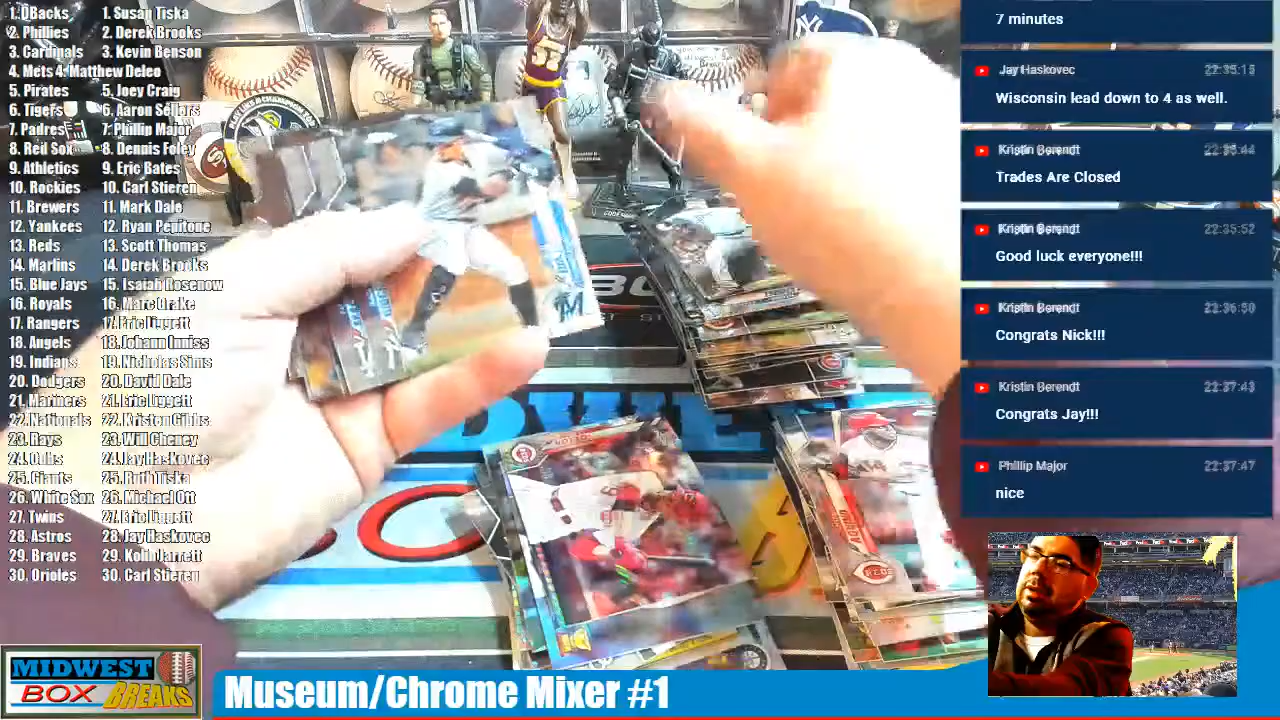 1. DBacks 1. Susan Tiska
2. Phillies 2. Derek Brooks
3. Cardinals 3. Kevin Benson
4. Mets 4. Matthew Deleo
5. Pirates 5. Joey Craig
6. Tigers 6. Aaron Sellors
7. Padres 7. Phillip Major
8. Red Sox 8. Dennis Foley
9. Athletics 9. Eric Bates
10. Rockies 10. Carl Stieren
11. Brewers 11. Mark Dale
12. Yankees 12. Ryan Pepitone
13. Reds 13. Scott Thomas
14. Marlins 14. Derek Brooks
15. Blue Jays 15. Isaiah Rosenow
16. Royals 16. Marc Drake
17. Rangers 17. Eric Liggett
18. Angels 18. Johann Inniss
19. Indians 19. Nicholas Sims
20. Dodgers 20. David Dale
21. Mariners 21. Eric Liggett
22. Nationals 22. Kristen Gibbs
23. Rays 23. Will Cheney
24. Cubs 24. Jay Haskovec
25. Giants 25. Ruth Tiska
26. White Sox 26. Michael Ott
27. Twins 27. Eric Liggett
28. Astros 28. Jay Haskovec
29. Braves 29. Kolin Jarrett
30. Orioles 30. Carl Stieren
7 minutes
Jay Haskovec 22:35:15
Wisconsin lead down to 4 as well.
Kristin Berendt 22:35:44
Trades Are Closed
Kristin Berendt 22:35:52
Good luck everyone!!!
Kristin Berendt 22:36:50
Congrats Nick!!!
Kristin Berendt 22:37:43
Congrats Jay!!!
Phillip Major 22:37:47
nice
REDS
MIDWEST
BOX BREAKS
Museum/Chrome Mixer #1